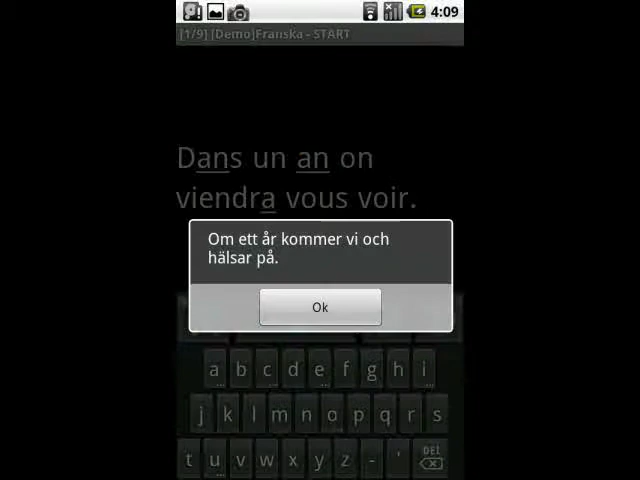 4:09
[1/9] [Demo]Franska - START
Dans un an on
viendra vous voir.
Om ett år kommer vi och
hälsar på.
Ok
a b c d e f g h i
j k l m n o p q r s
t u v w x y z - ' DEL